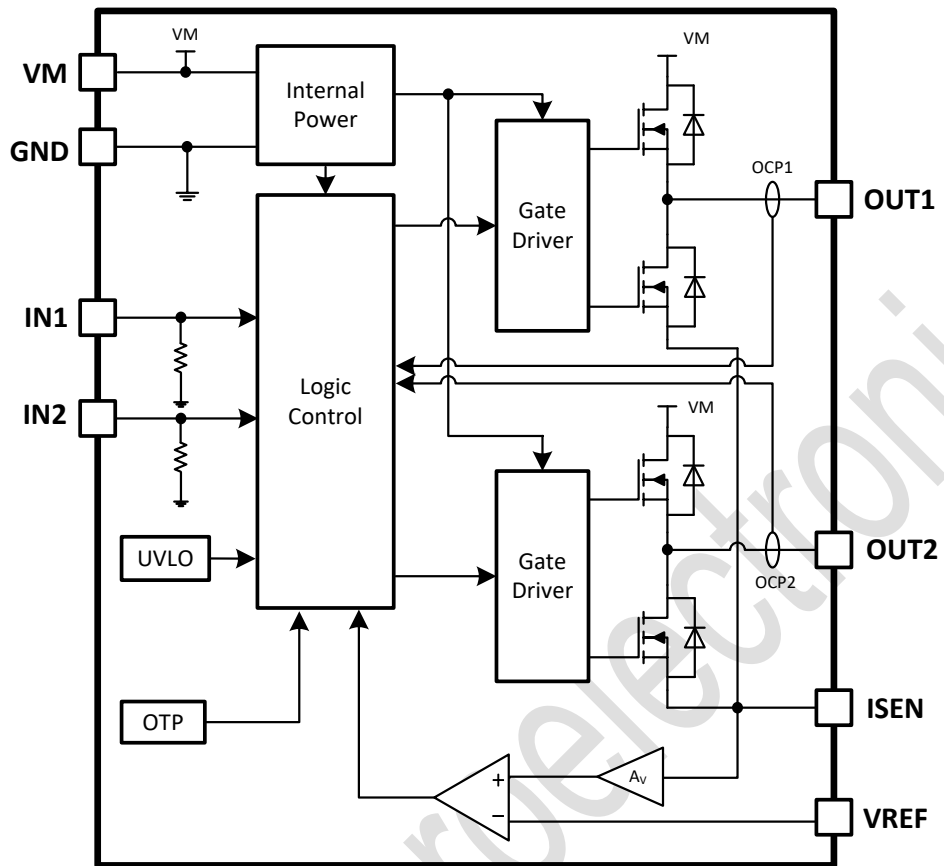 VM
VM
VM
Internal
Power
GND
OCP1
OUT1
Gate
Driver
IN1
Logic
Control
IN2
VM
UVLO
Gate
Driver
OUT2
OCP2
OTP
ISEN
AV
+
−
VREF
roelectroni